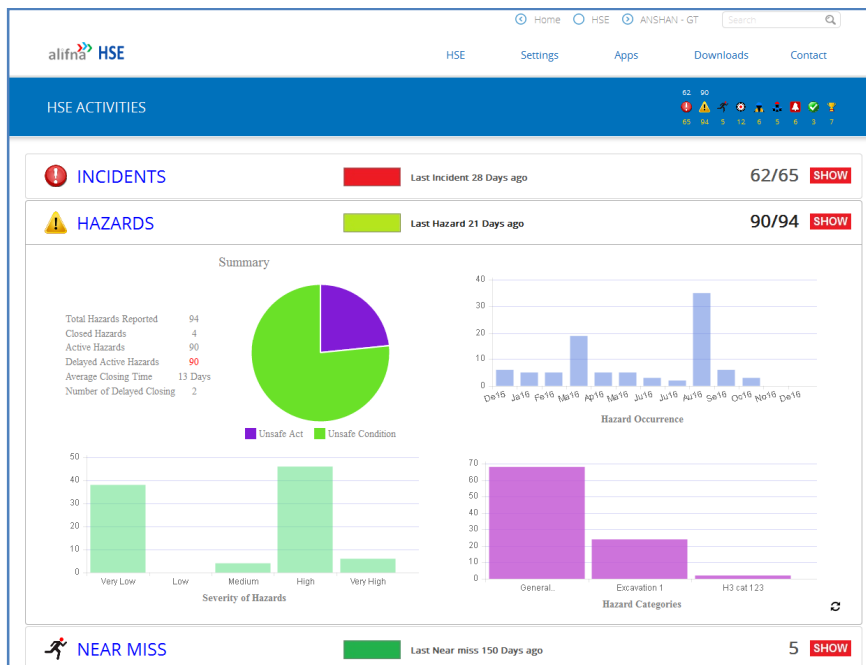 Home HSE ANSHAN - GT Search
alifna HSE
HSE Settings Apps Downloads Contact
HSE ACTIVITIES
62 90
65 94 5 12 6 5 6 3 7
INCIDENTS Last Incident 28 Days ago 62/65 SHOW
HAZARDS Last Hazard 21 Days ago 90/94 SHOW
Summary
Total Hazards Reported 94
Closed Hazards 4
Active Hazards 90
Delayed Active Hazards 90
Average Closing Time 13 Days
Number of Delayed Closing 2
Unsafe Act Unsafe Condition
40
30
20
10
0
De16 Ja16 Fe16 Ma16 Ap16 Ma16 Ju16 Ju16 Au16 Se16 Oc16 No16 De16
Hazard Occurrence
50
40
30
20
10
0
Very Low Low Medium High Very High
Severity of Hazards
70
60
50
40
30
20
10
0
General.. Excavation 1 H3 cat 123
Hazard Categories
NEAR MISS Last Near miss 150 Days ago 5 SHOW